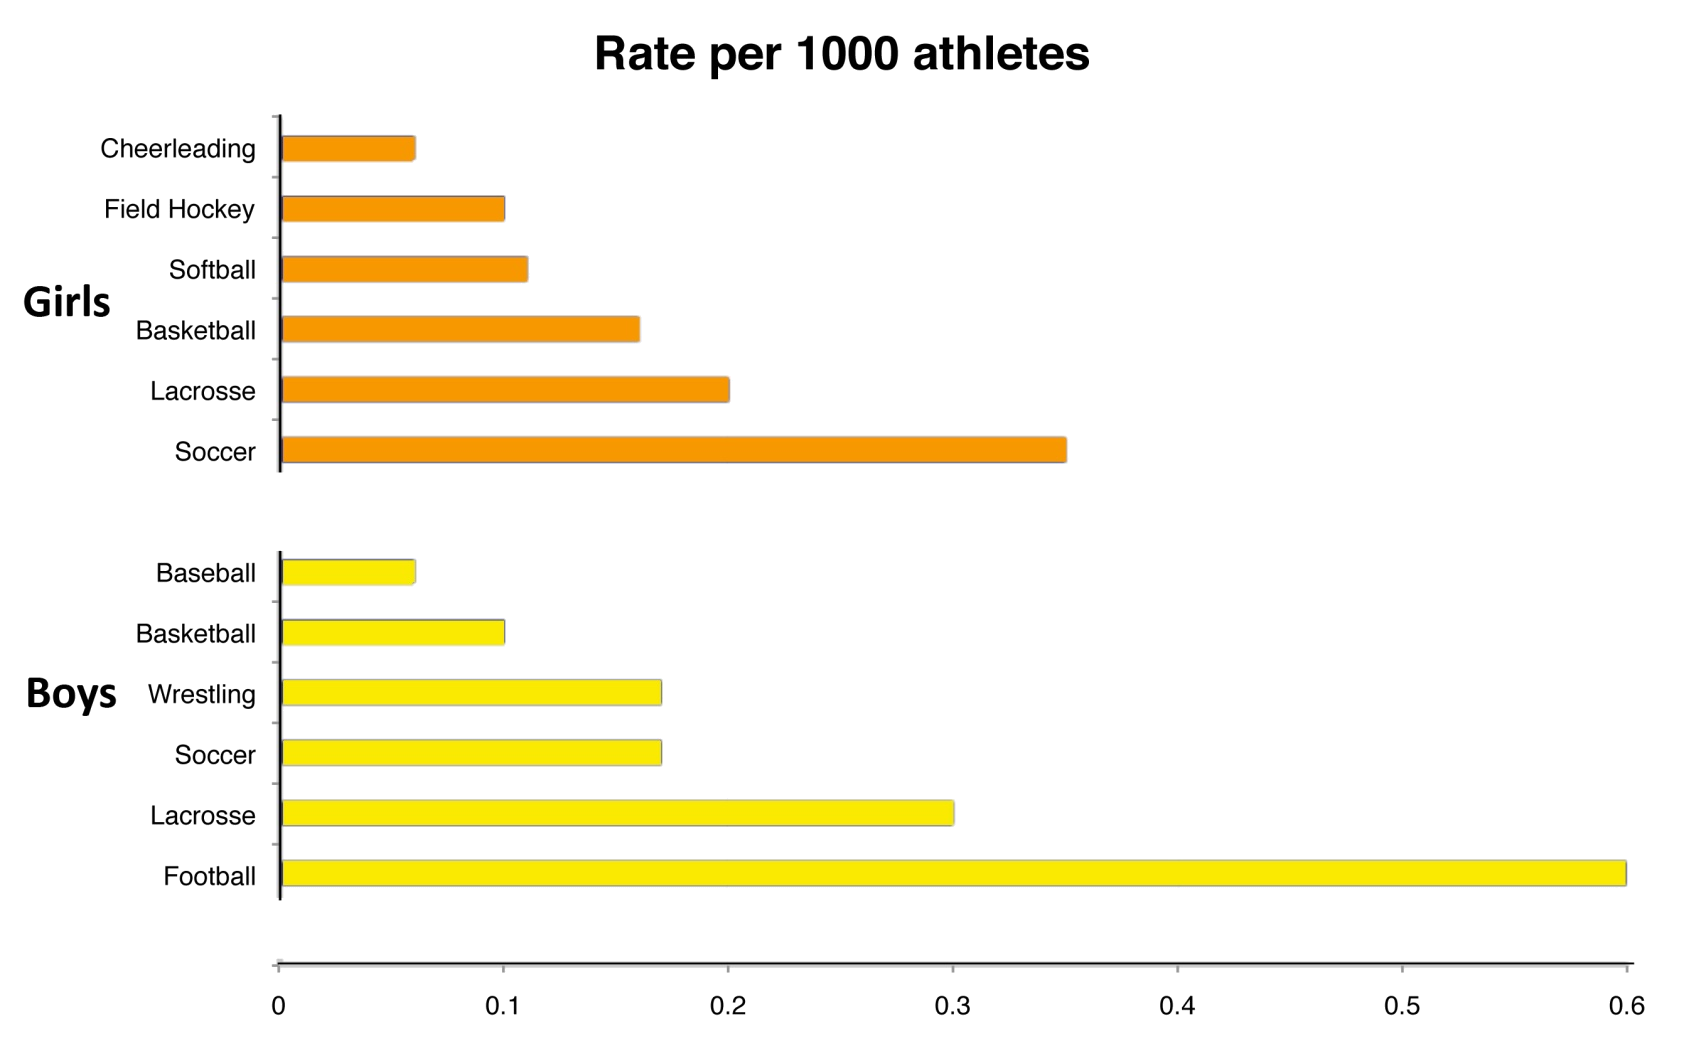 Rate per 1000 athletes
Cheerleading
Field Hockey
Softball
Girls
Basketball
Lacrosse
Soccer
Baseball
Basketball
Boys
Wrestling
Soccer
Lacrosse
Football
0 0.1 0.2 0.3 0.4 0.5 0.6